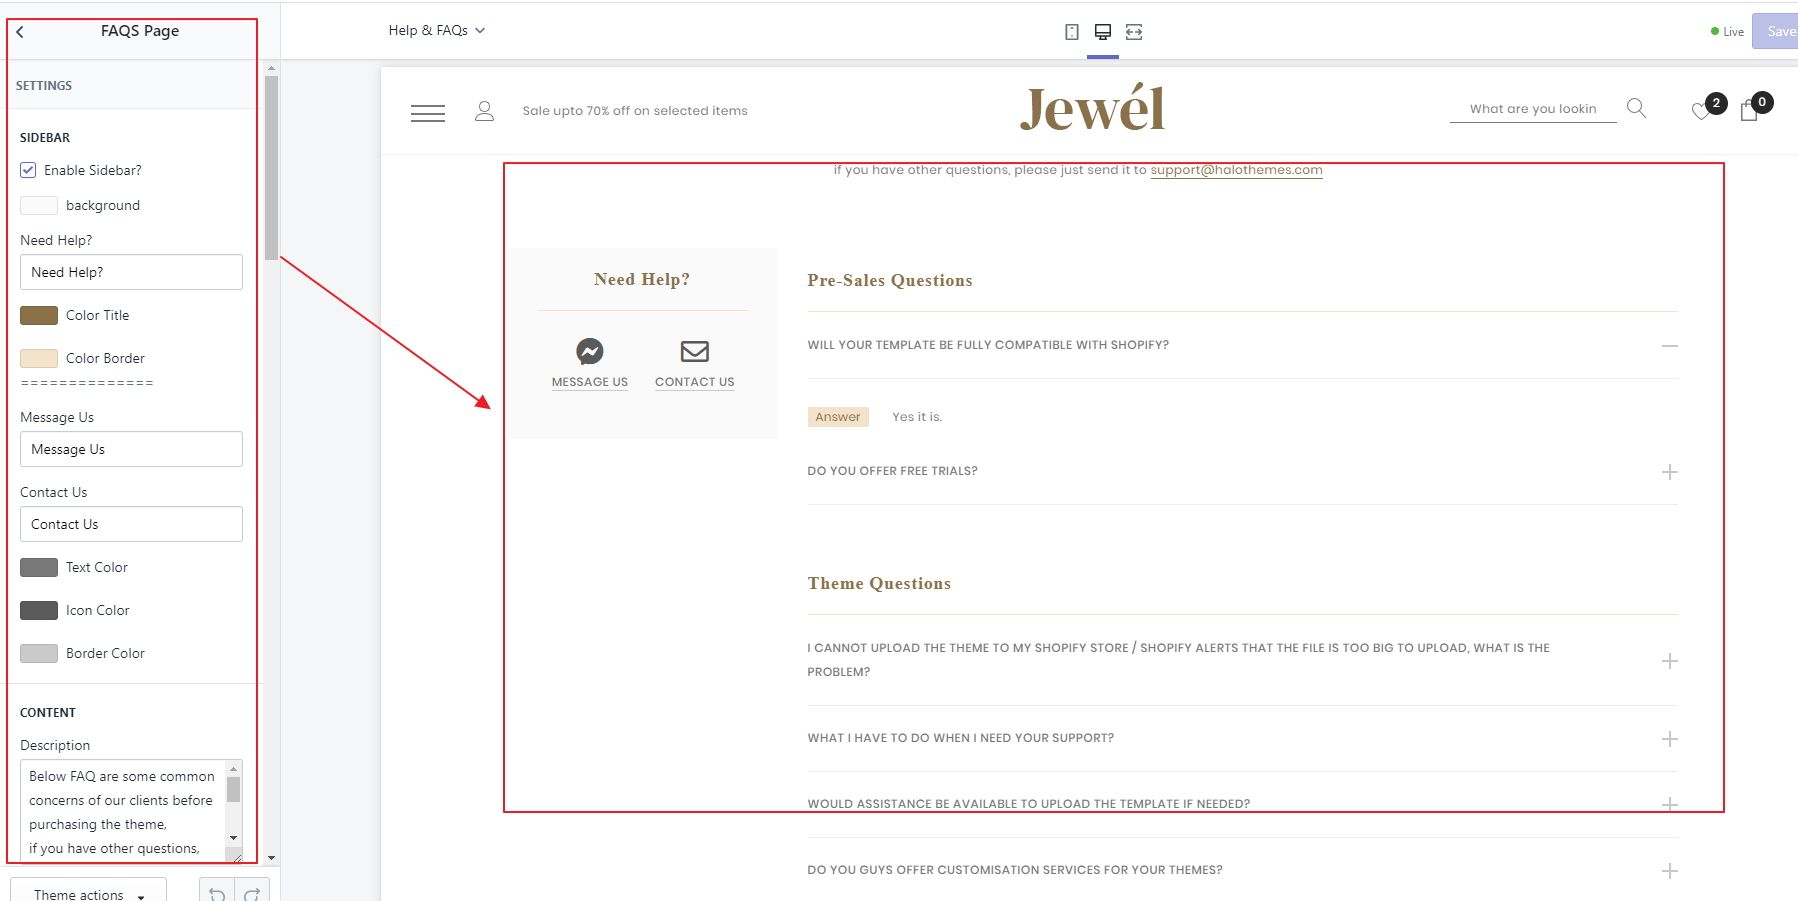 FAQS Page
SETTINGS
SIDEBAR
Enable Sidebar?
background
Need Help?
Need Help?
Color Title
Color Border
==============
Message Us
Message Us
Contact Us
Contact Us
Text Color
Icon Color
Border Color
CONTENT
Description
Below FAQ are some common
concerns of our clients before
purchasing the theme,
if you have other questions,
Theme actions
Help & FAQs
Live
Save
Sale upto 70% off on selected items
Jewél
What are you lookin
2
0
if you have other questions, please just send it to support@halothemes.com
Need Help?
MESSAGE US
CONTACT US
Pre-Sales Questions
WILL YOUR TEMPLATE BE FULLY COMPATIBLE WITH SHOPIFY?
Answer Yes it is.
DO YOU OFFER FREE TRIALS?
Theme Questions
I CANNOT UPLOAD THE THEME TO MY SHOPIFY STORE / SHOPIFY ALERTS THAT THE FILE IS TOO BIG TO UPLOAD, WHAT IS THE
PROBLEM?
WHAT I HAVE TO DO WHEN I NEED YOUR SUPPORT?
WOULD ASSISTANCE BE AVAILABLE TO UPLOAD THE TEMPLATE IF NEEDED?
DO YOU GUYS OFFER CUSTOMISATION SERVICES FOR YOUR THEMES?